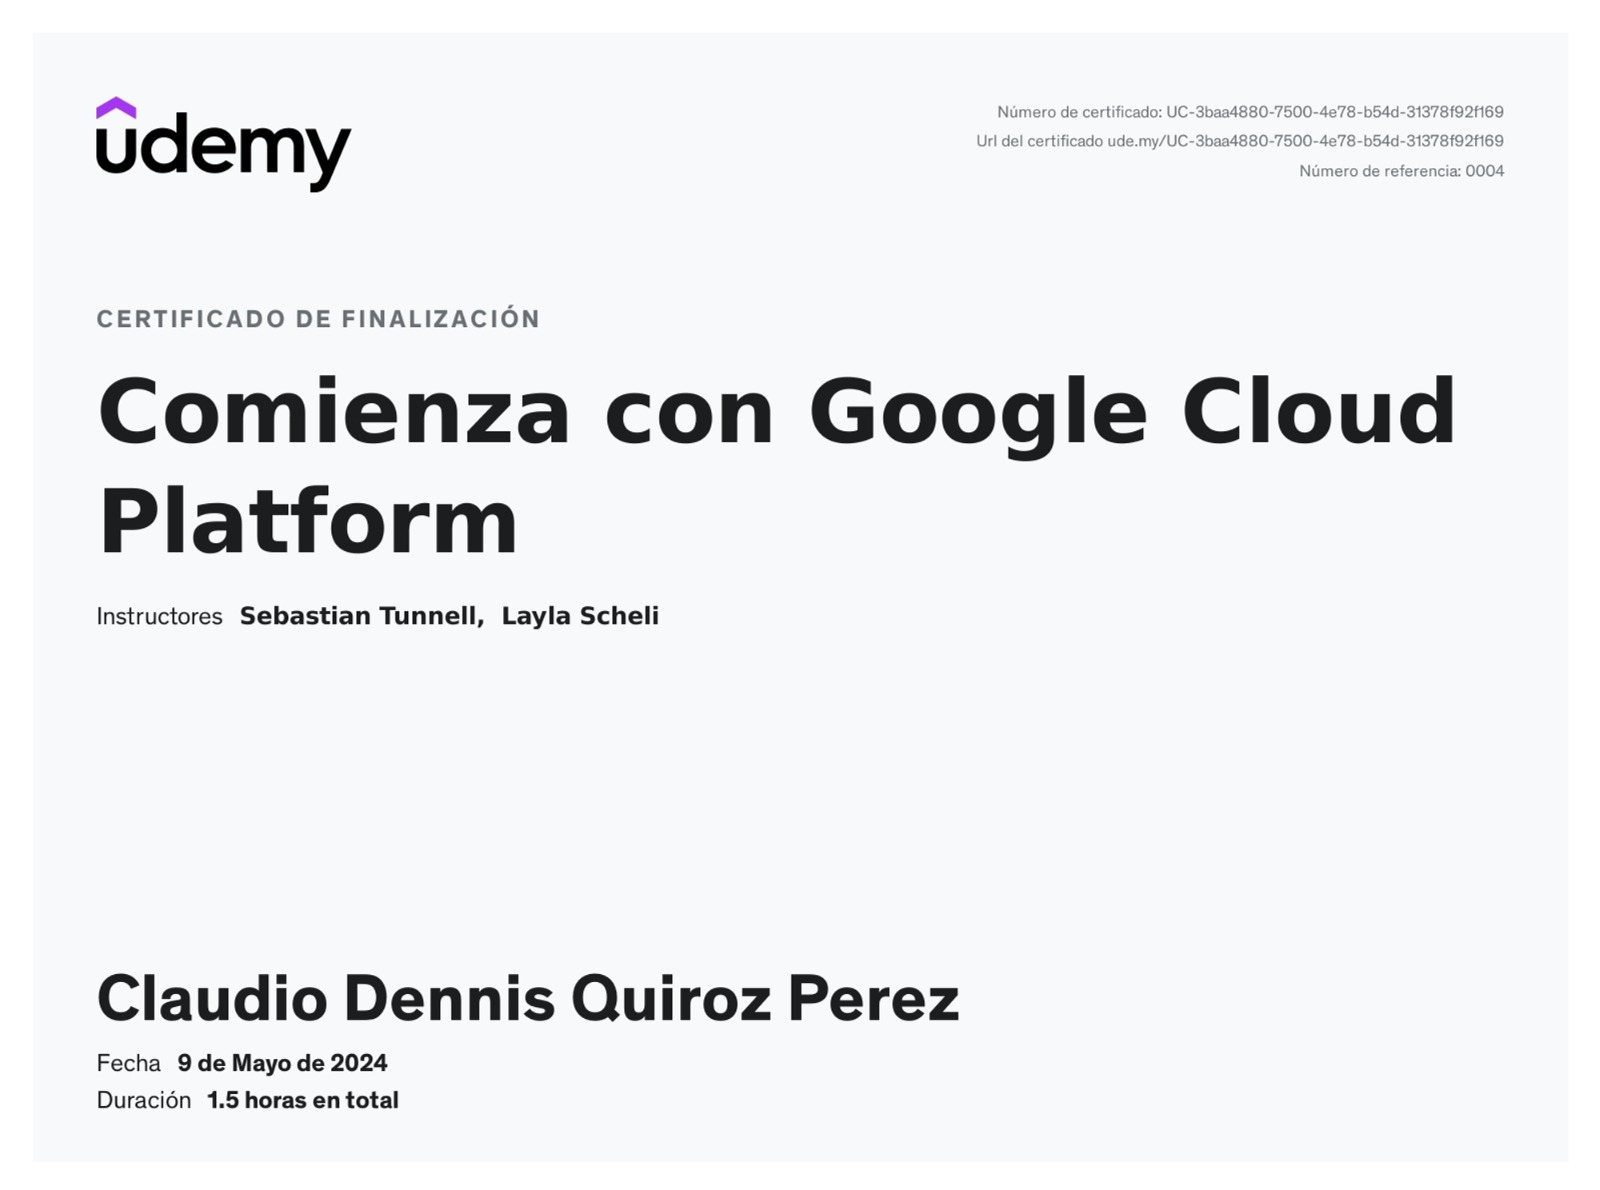 udemy
Número de certificado: UC-3baa4880-7500-4e78-b54d-31378f92f169
Url del certificado ude.my/UC-3baa4880-7500-4e78-b54d-31378f92f169
Número de referencia: 0004
CERTIFICADO DE FINALIZACIÓN
Comienza con Google Cloud
Platform
Instructores Sebastian Tunnell, Layla Scheli
Claudio Dennis Quiroz Perez
Fecha 9 de Mayo de 2024
Duración 1.5 horas en total